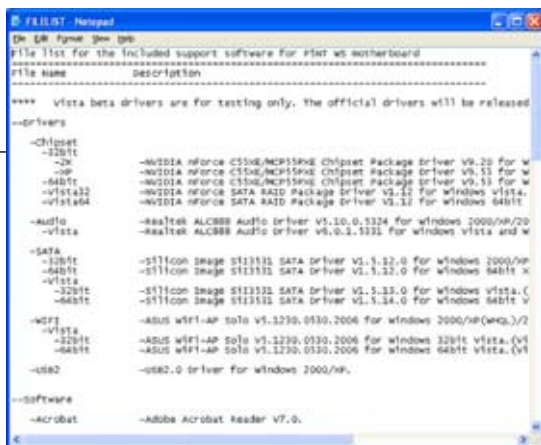 FILELIST - Notepad
File Edit Format View Help
File list for the included support software for P5NT WS motherboard
File Name Description
**** Vista beta drivers are for testing only. The official drivers will be released
--Drivers
-Chipset
-32bit
-2K -NVIDIA nForce C55XE/MCP55PXE Chipset Package Driver V9.20 for W
-XP -NVIDIA nForce C55XE/MCP55PXE Chipset Package Driver V9.53 for W
-64bit -NVIDIA nForce C55XE/MCP55PXE Chipset Package Driver V9.53 for W
-Vista32 -NVIDIA nForce SATA RAID Package Driver V1.12 for Windows Vista.
-Vista64 -NVIDIA nForce SATA RAID Package Driver V1.12 for Windows 64bit
-Audio -Realtek ALC888 Audio Driver V5.10.0.5324 for Windows 2000/XP/20
-Vista -Realtek ALC888 Audio Driver V6.0.1.5331 for Windows Vista and W
-SATA
-32bit -Silicon Image Si3531 SATA Driver V1.5.12.0 for Windows 2000/XP
-64bit -Silicon Image Si3531 SATA Driver V1.5.12.0 for Windows 64bit X
-Vista
-32bit -Silicon Image Si3531 SATA Driver V1.5.13.0 for Windows Vista.(
-64bit -Silicon Image Si3531 SATA Driver V1.5.14.0 for Windows 64bit V
-WIFI -ASUS WiFi-AP Solo V5.1230.0530.2006 for Windows 2000/XP(WHQL)/2
-Vista
-32bit -ASUS WiFi-AP Solo V5.1230.0530.2006 for Windows 32bit Vista.(Vi
-64bit -ASUS WiFi-AP Solo V5.1230.0530.2006 for Windows 64bit Vista.(Vi
-USB2 -USB2.0 Driver for Windows 2000/XP.
--Software
-Acrobat -Adobe Acrobat Reader V7.0.